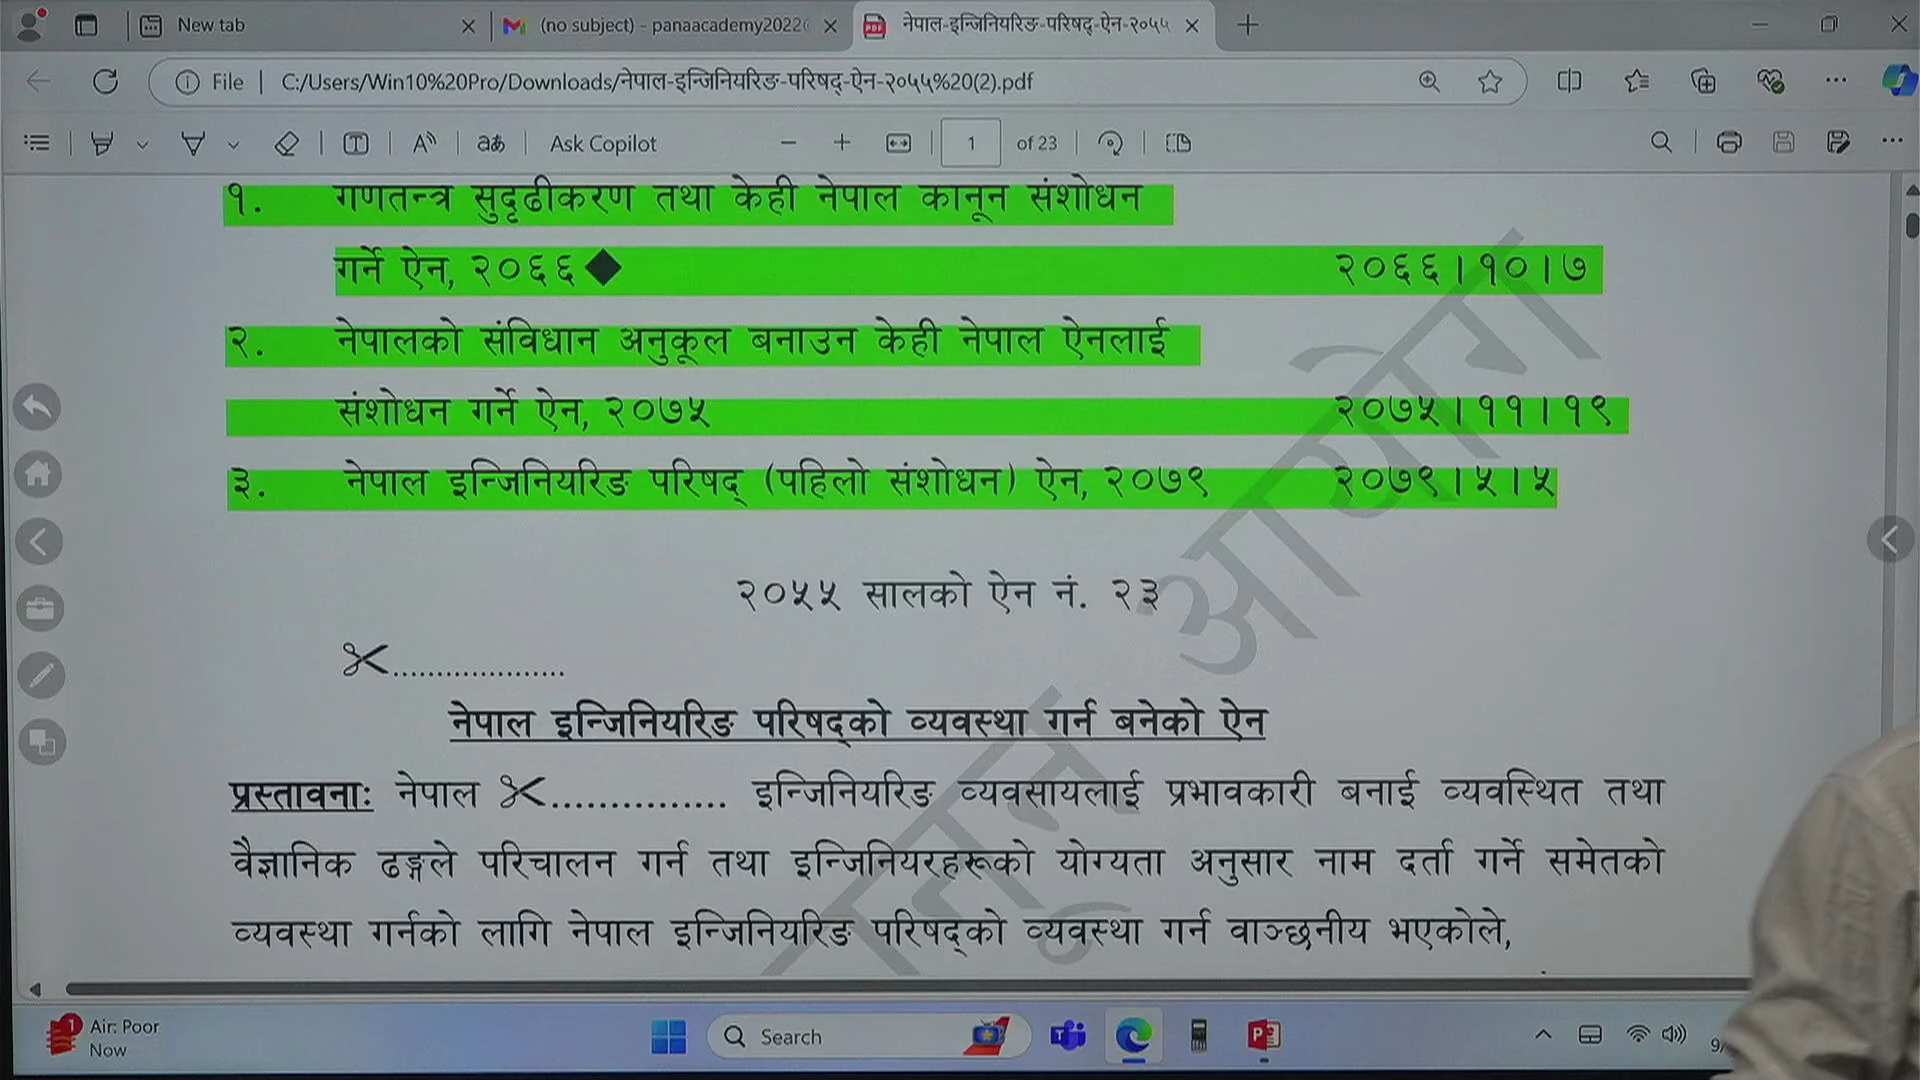 New tab
(no subject) - panaacademy2022
नेपाल-इन्जिनियरिङ-परिषद्-ऐन-२०५५
File
C:/Users/Win10%20Pro/Downloads/नेपाल-इन्जिनियरिङ-परिषद्-ऐन-२०५५%20(2).pdf
Ask Copilot
1 of 23
१. गणतन्त्र सुदृढीकरण तथा केही नेपाल कानून संशोधन
गर्ने ऐन, २०६६◆ २०६६।१०।७
२. नेपालको संविधान अनुकूल बनाउन केही नेपाल ऐनलाई
संशोधन गर्ने ऐन, २०७५ २०७५।११।१९
३. नेपाल इन्जिनियरिङ परिषद् (पहिलो संशोधन) ऐन, २०७९ २०७९।५।५
२०५५ सालको ऐन नं. २३
✂....................
नेपाल इन्जिनियरिङ परिषद्को व्यवस्था गर्न बनेको ऐन
प्रस्तावनाः नेपाल ✂................ इन्जिनियरिङ व्यवसायलाई प्रभावकारी बनाई व्यवस्थित तथा
वैज्ञानिक ढङ्गले परिचालन गर्न तथा इन्जिनियरहरूको योग्यता अनुसार नाम दर्ता गर्ने समेतको
व्यवस्था गर्नको लागि नेपाल इन्जिनियरिङ परिषद्को व्यवस्था गर्न वाञ्छनीय भएकोले,
आयोग
Air: Poor
Now
Search